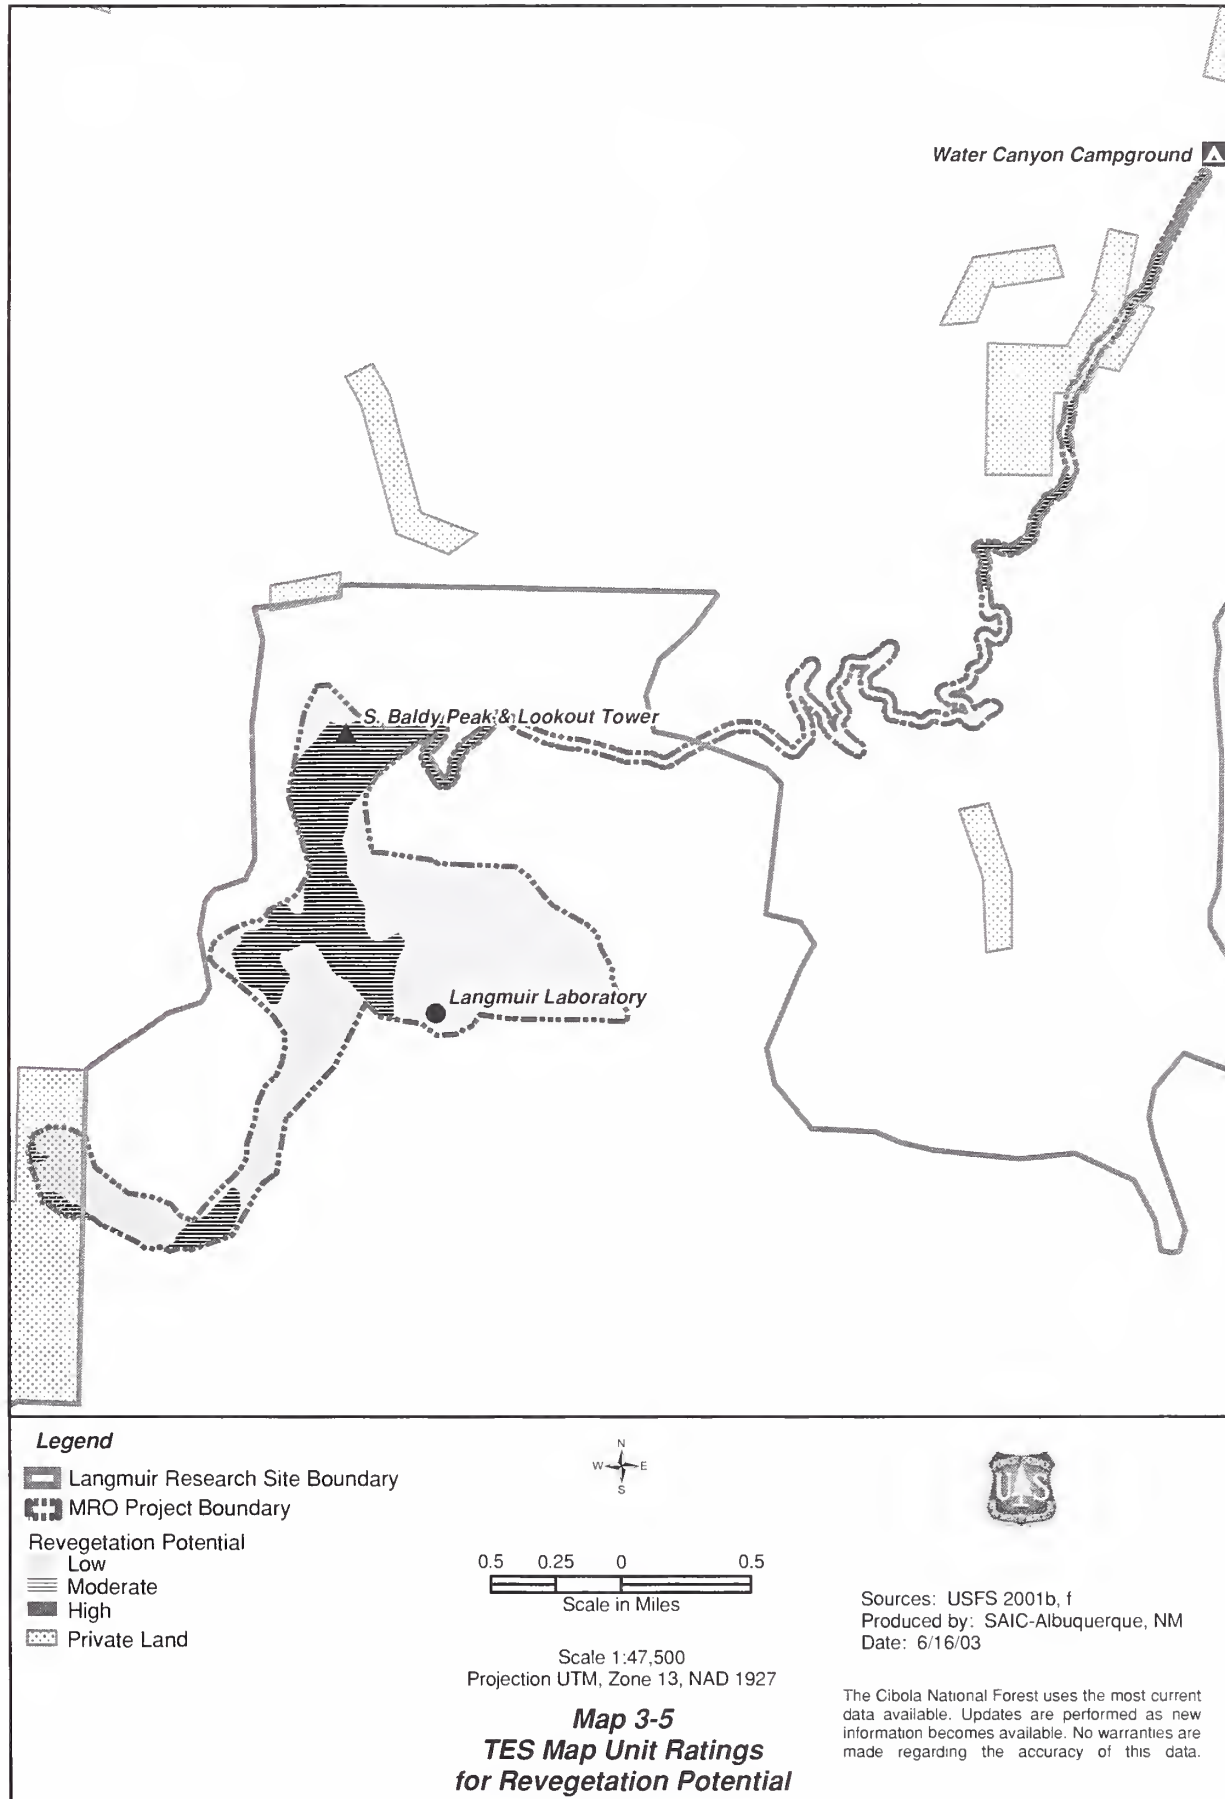 Water Canyon Campground
S. Baldy Peak & Lookout Tower
Langmuir Laboratory
Legend
Langmuir Research Site Boundary
MRO Project Boundary
Revegetation Potential
Low
Moderate
High
Private Land
N
W E
S
0.5 0.25 0 0.5
Scale in Miles
Scale 1:47,500
Projection UTM, Zone 13, NAD 1927
Map 3-5
TES Map Unit Ratings
for Revegetation Potential
U S
Sources: USFS 2001b, f
Produced by: SAIC-Albuquerque, NM
Date: 6/16/03
The Cibola National Forest uses the most current
data available. Updates are performed as new
information becomes available. No warranties are
made regarding the accuracy of this data.